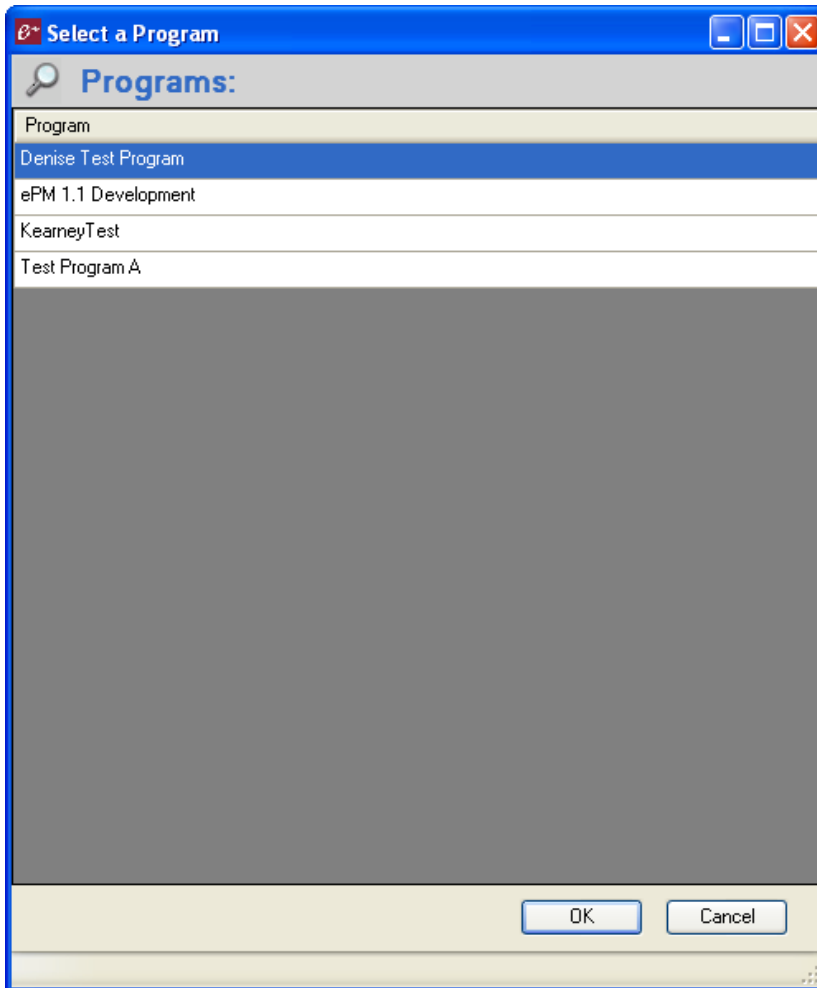 Select a Program
Programs:
Program
Denise Test Program
ePM 1.1 Development
KearneyTest
Test Program A
OK Cancel